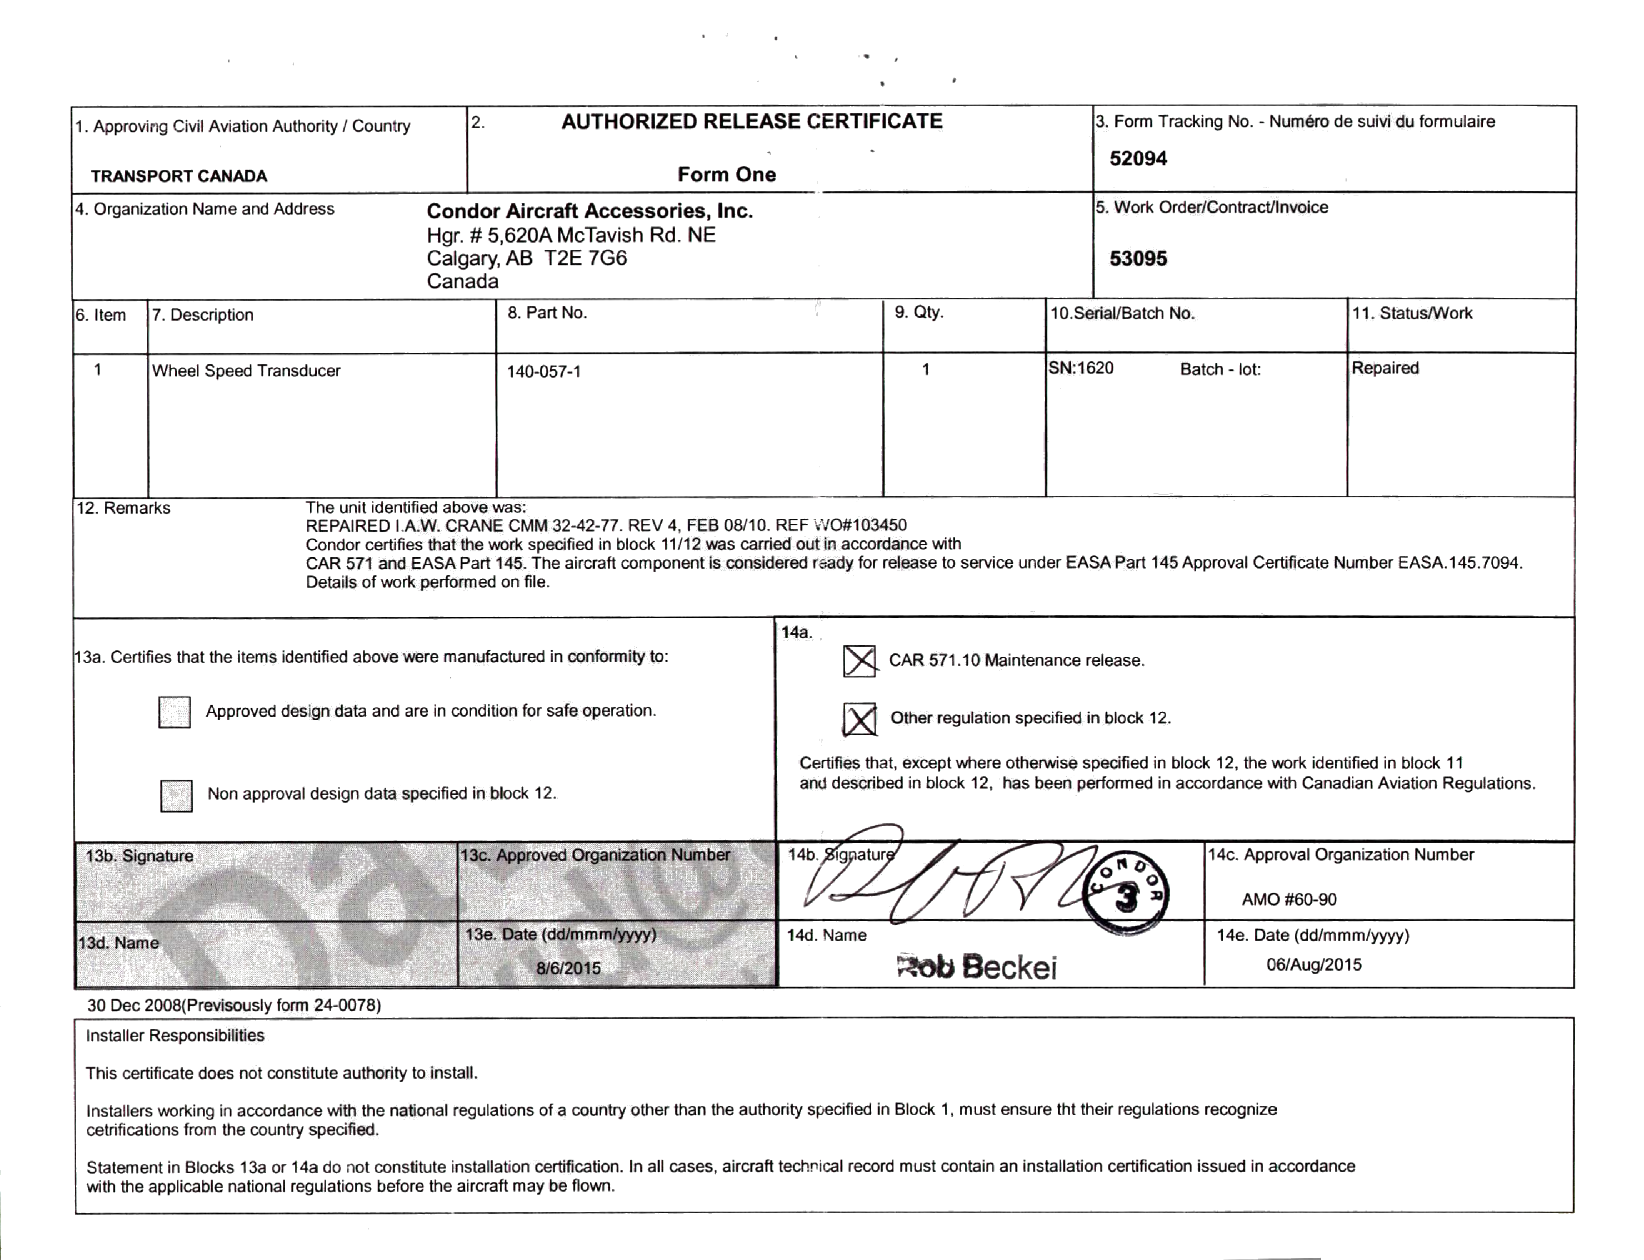 1. Approving Civil Aviation Authority / Country
TRANSPORT CANADA
2. AUTHORIZED RELEASE CERTIFICATE
Form One
3. Form Tracking No. - Numéro de suivi du formulaire
52094
4. Organization Name and Address
Condor Aircraft Accessories, Inc.
Hgr. # 5,620A McTavish Rd. NE
Calgary, AB T2E 7G6
Canada
5. Work Order/Contract/Invoice
53095
6. Item 7. Description 8. Part No. 9. Qty. 10.Serial/Batch No. 11. Status/Work
1 Wheel Speed Transducer 140-057-1 1 SN:1620 Batch - lot: Repaired
12. Remarks
The unit identified above was:
REPAIRED I.A.W. CRANE CMM 32-42-77. REV 4, FEB 08/10. REF WO#103450
Condor certifies that the work specified in block 11/12 was carried out in accordance with
CAR 571 and EASA Part 145. The aircraft component is considered ready for release to service under EASA Part 145 Approval Certificate Number EASA.145.7094.
Details of work performed on file.
13a. Certifies that the items identified above were manufactured in conformity to:
Approved design data and are in condition for safe operation.
Non approval design data specified in block 12.
14a.
CAR 571.10 Maintenance release.
Other regulation specified in block 12.
Certifies that, except where otherwise specified in block 12, the work identified in block 11
and described in block 12, has been performed in accordance with Canadian Aviation Regulations.
13b. Signature
13c. Approved Organization Number
14b. Signature
CONDOR
3
14c. Approval Organization Number
AMO #60-90
13d. Name
13e. Date (dd/mmm/yyyy)
8/6/2015
14d. Name
Rob Beckei
14e. Date (dd/mmm/yyyy)
06/Aug/2015
30 Dec 2008(Previsously form 24-0078)
Installer Responsibilities
This certificate does not constitute authority to install.
Installers working in accordance with the national regulations of a country other than the authority specified in Block 1, must ensure tht their regulations recognize
cetrifications from the country specified.
Statement in Blocks 13a or 14a do not constitute installation certification. In all cases, aircraft technical record must contain an installation certification issued in accordance
with the applicable national regulations before the aircraft may be flown.